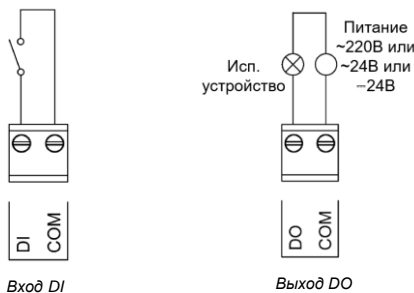 Питание
~220В или
Исп.
~24В или
устройство
⎓24В
DI
COM
DO
COM
Вход DI
Выход DO